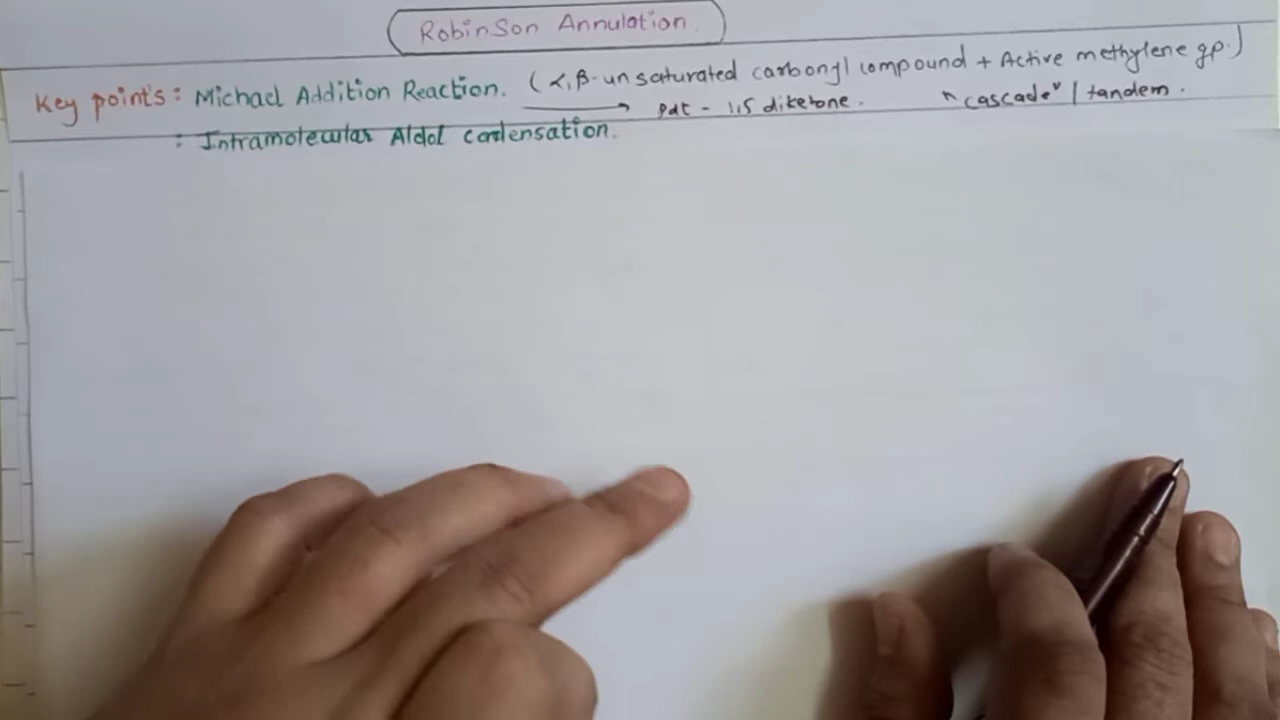 RobinSon Annulation
Key point's : Michael Addition Reaction. (α,β-unsaturated carbonyl compound + Active methylene gp.)
→ pdt - 1,5 diketone. "cascade" / tandem.
: Intramolecular Aldol condensation.